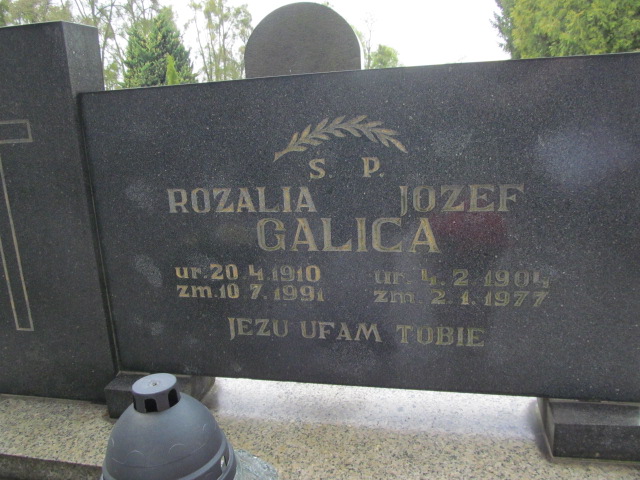 S. P.
ROZALIA JOZEF
GALICA
ur. 20.4.1910 ur. 4.2.1904
zm. 10.7.1991 zm. 2.1.1977
JEZU UFAM TOBIE